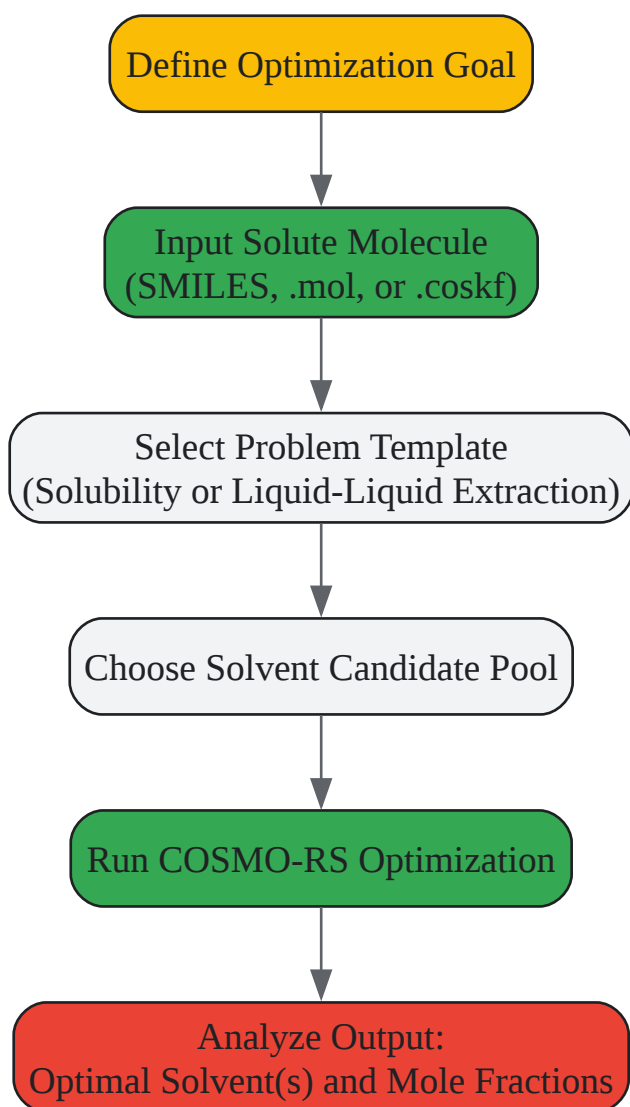 Define Optimization Goal
Input Solute Molecule
(SMILES, .mol, or .coskf)
Select Problem Template
(Solubility or Liquid-Liquid Extraction)
Choose Solvent Candidate Pool
Run COSMO-RS Optimization
Analyze Output:
Optimal Solvent(s) and Mole Fractions